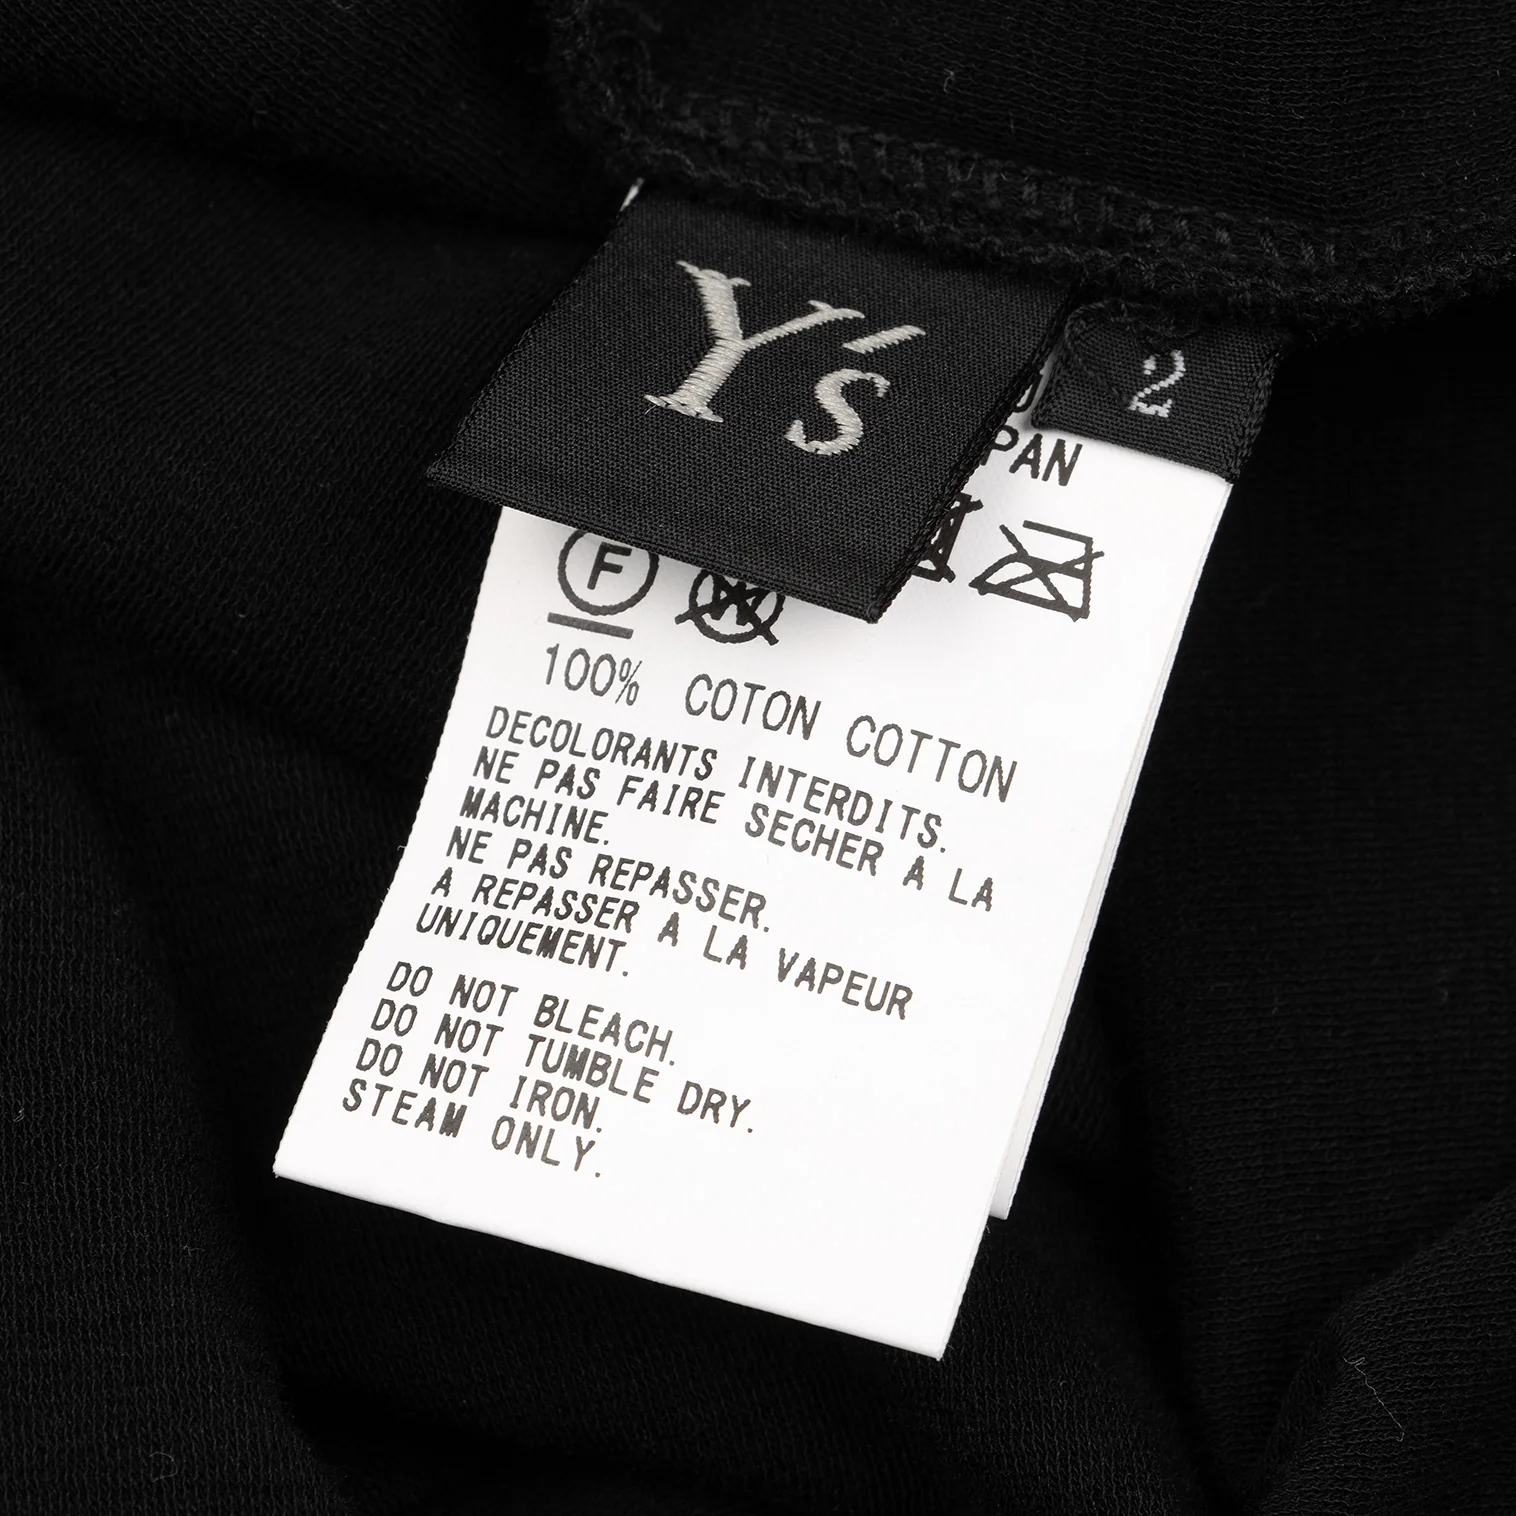 Y's
2
PAN
F
W
100% COTON COTTON
DECOLORANTS INTERDITS.
NE PAS FAIRE SECHER A LA
MACHINE.
NE PAS REPASSER.
A REPASSER A LA VAPEUR
UNIQUEMENT.
DO NOT BLEACH.
DO NOT TUMBLE DRY.
DO NOT IRON.
STEAM ONLY.